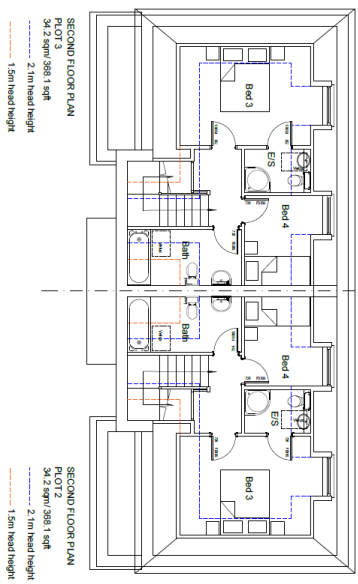 SECOND FLOOR PLAN
PLOT 3
34.2 sqm/ 368.1 sqft
2.1m head height
1.5m head height
Bed 3
E/S
Bed 4
Bath
Bath
Bed 4
E/S
Bed 3
SECOND FLOOR PLAN
PLOT 2
34.2 sqm/ 368.1 sqft
2.1m head height
1.5m head height